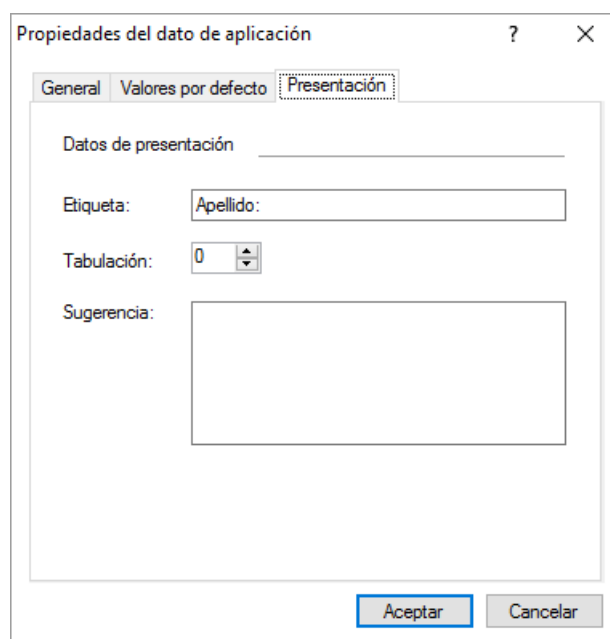 Propiedades del dato de aplicación ?
General Valores por defecto Presentación
Datos de presentación
Etiqueta: Apellido:
Tabulación: 0
Sugerencia:
Aceptar Cancelar